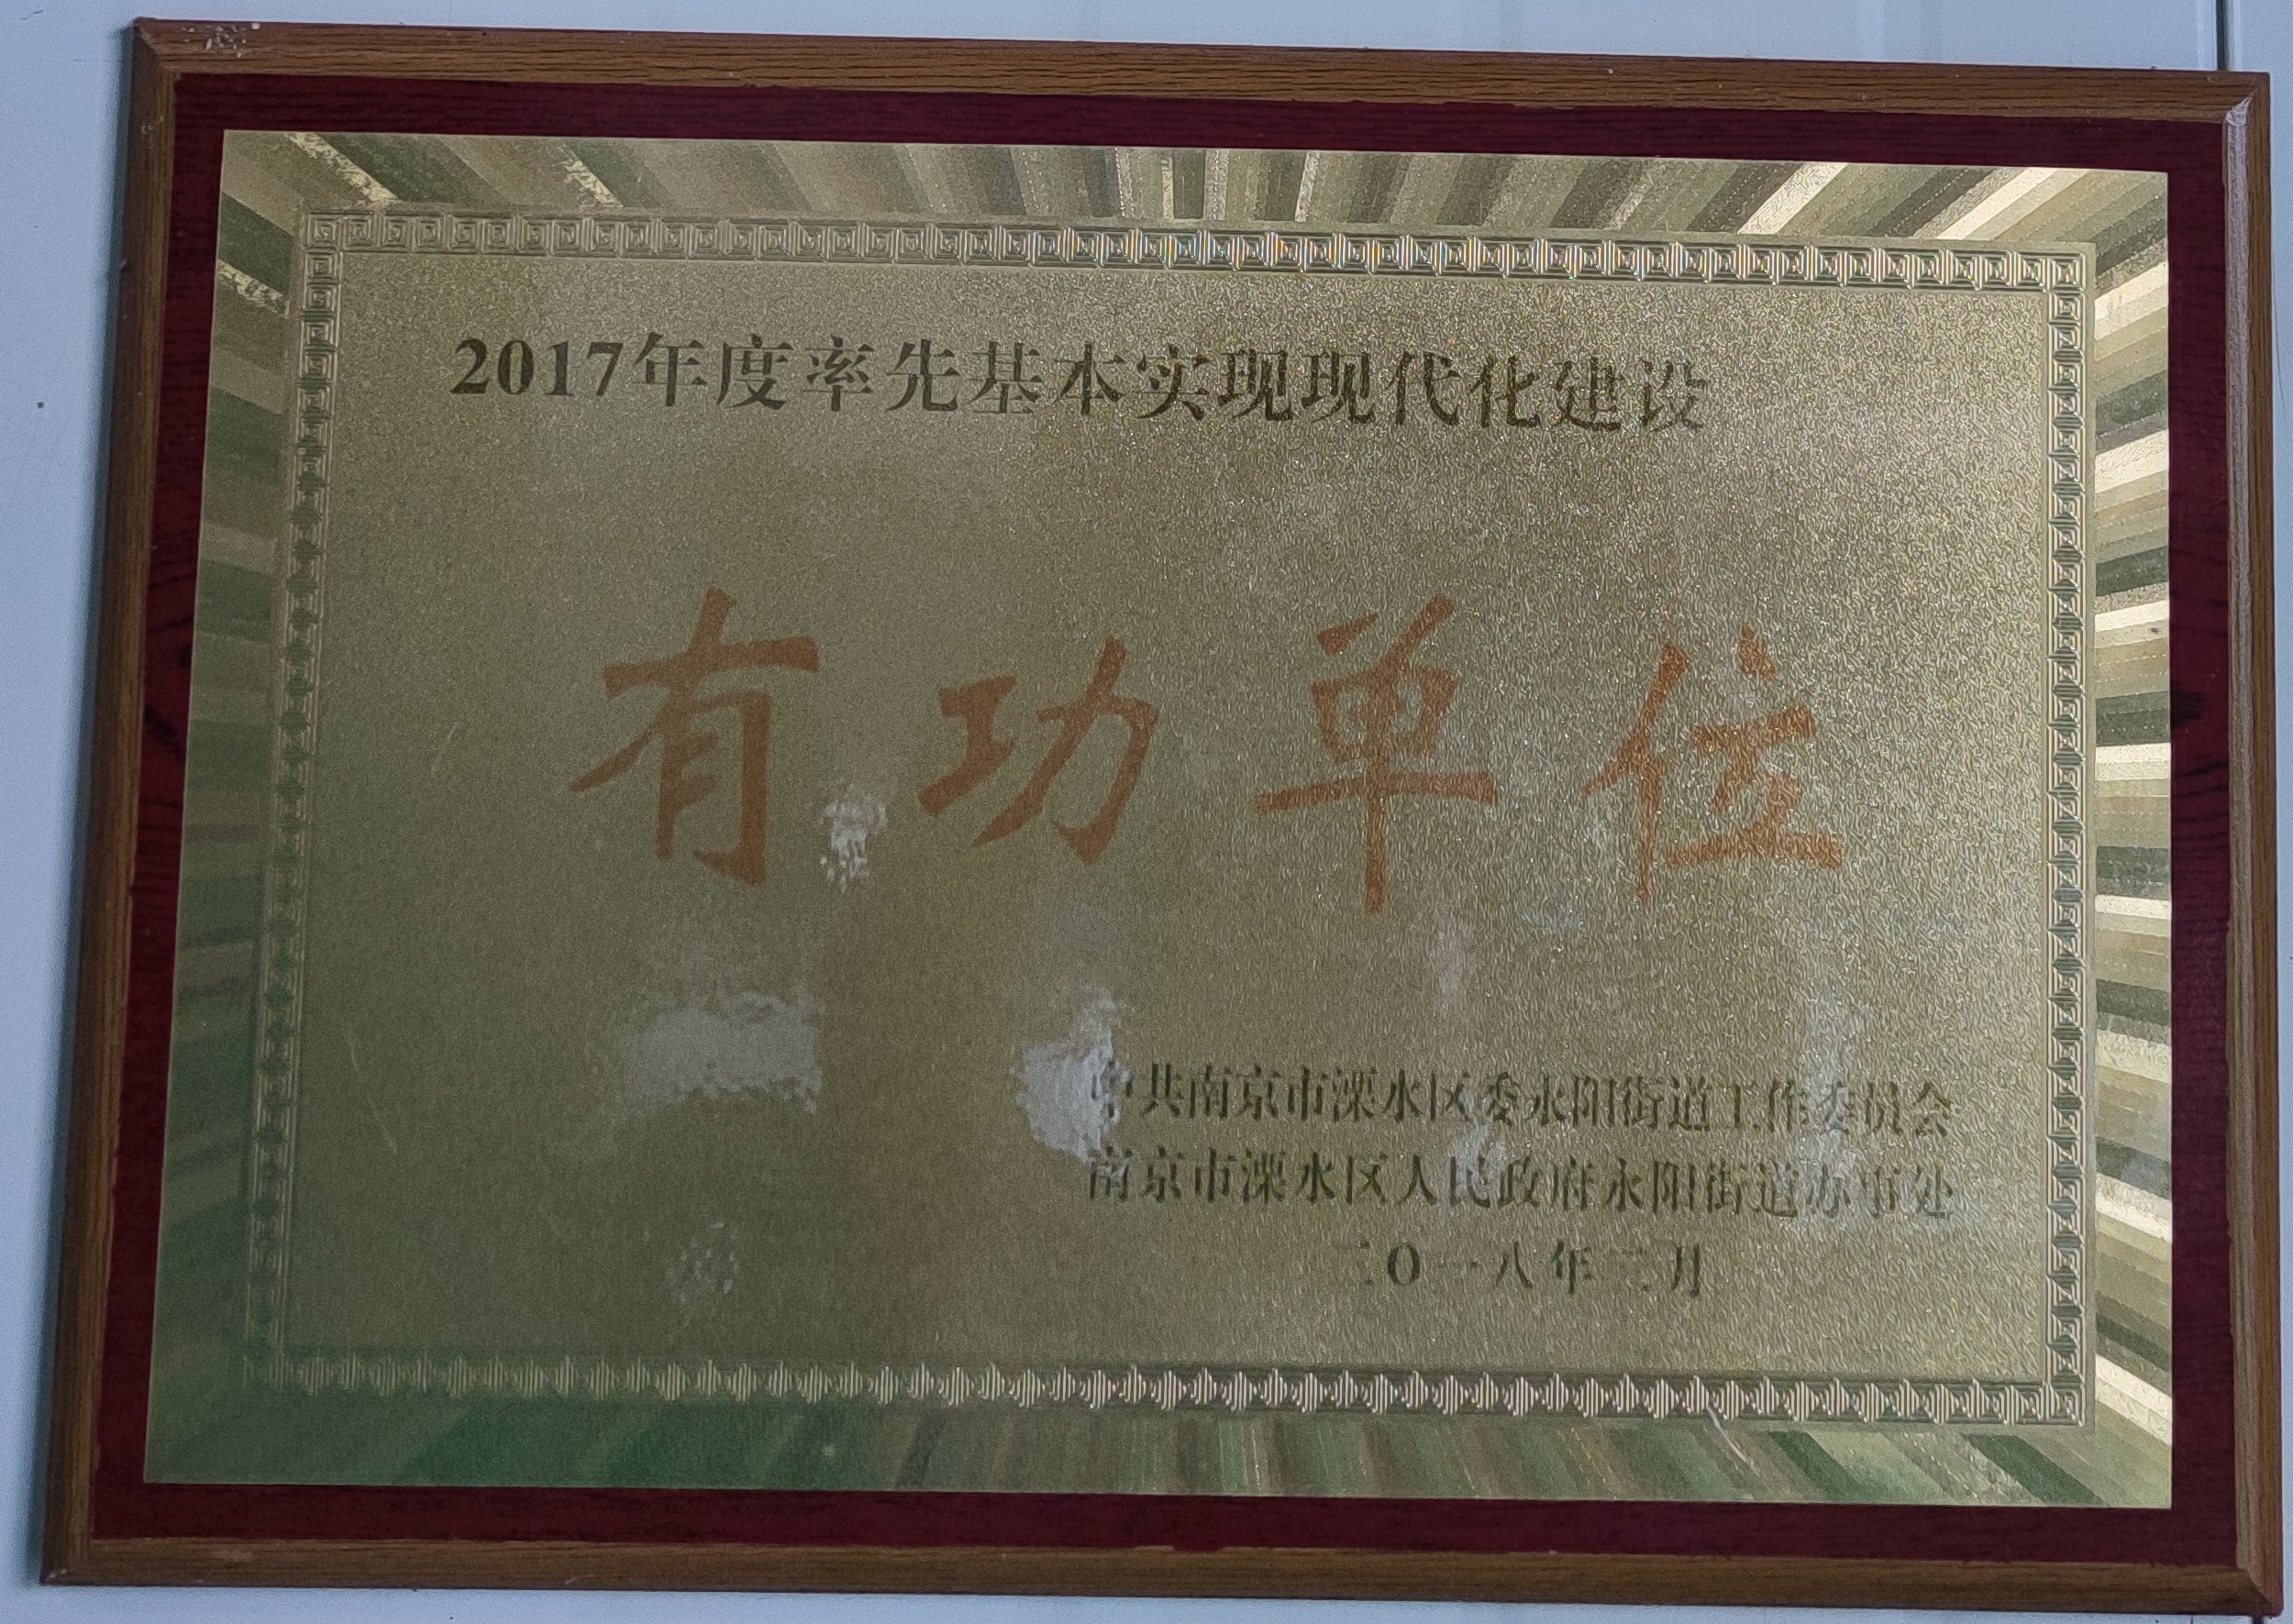 2017年度率先基本实现现代化建设
有功单位
中共南京市溧水区委永阳街道工作委员会
南京市溧水区人民政府永阳街道办事处
二O一八年二月